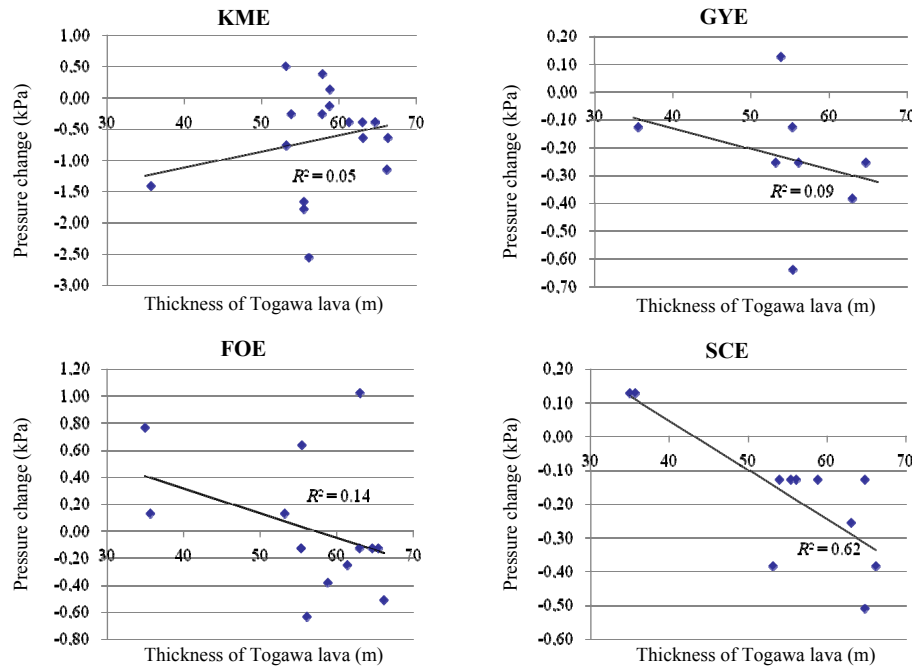 KME
1,00
0,50
0,00
-0,50
-1,00
-1,50
-2,00
-2,50
-3,00
30 40 50 60 70
R² = 0.05
Pressure change (kPa)
Thickness of Togawa lava (m)
GYE
0,20
0,10
0,00
-0,10
-0,20
-0,30
-0,40
-0,50
-0,60
-0,70
30 40 50 60 70
R² = 0.09
Pressure change (kPa)
Thickness of Togawa lava (m)
FOE
1,20
1,00
0,80
0,60
0,40
0,20
0,00
-0,20
-0,40
-0,60
-0,80
30 40 50 60 70
R² = 0.14
Pressure change (kPa)
Thickness of Togawa lava (m)
SCE
0,20
0,10
0,00
-0,10
-0,20
-0,30
-0,40
-0,50
-0,60
30 40 50 60 70
R² = 0.62
Pressure change (kPa)
Thickness of Togawa lava (m)